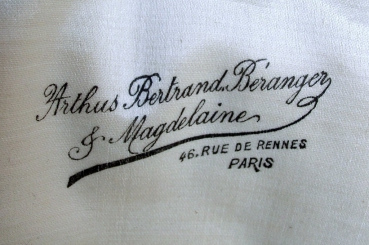 Arthus Bertrand, Béranger
& Magdelaine
46. RUE DE RENNES
PARIS